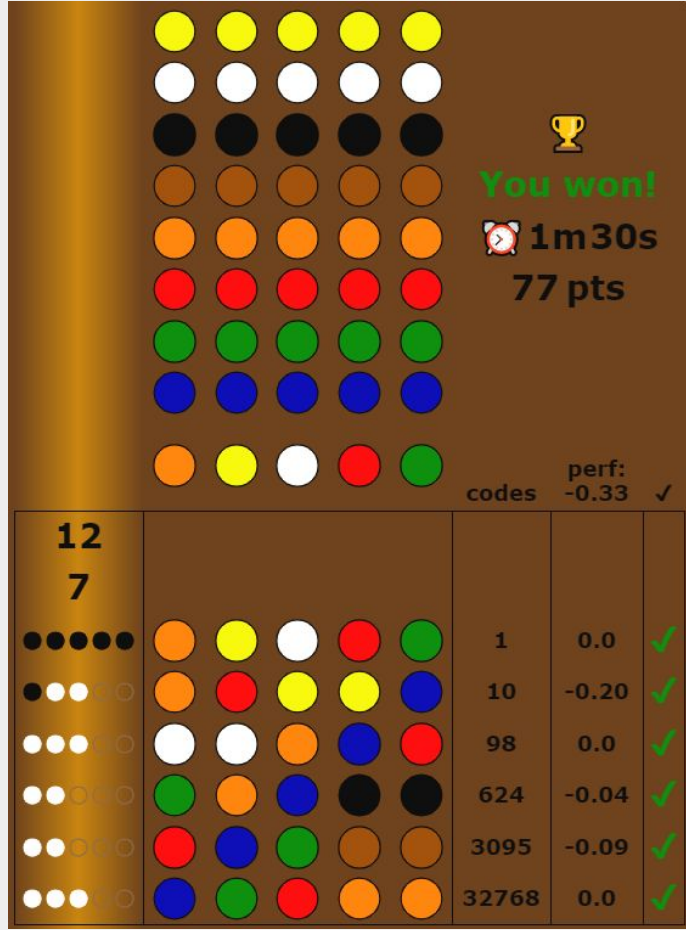 You won!
1m30s
77 pts
codes
perf:
-0.33
✓
12
7
1 0.0 ✓
10 -0.20 ✓
98 0.0 ✓
624 -0.04 ✓
3095 -0.09 ✓
32768 0.0 ✓